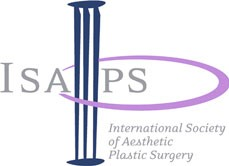 ISAPS
International Society
of Aesthetic
Plastic Surgery